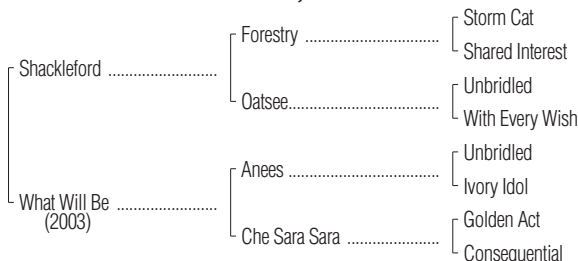 Storm Cat
Forestry ........................................
Shared Interest
Shackleford ...............................
Unbridled
Oatsee..........................................
With Every Wish
Unbridled
Anees ...........................................
Ivory Idol
What Will Be ............................
(2003)
Golden Act
Che Sara Sara ..........................
Consequential